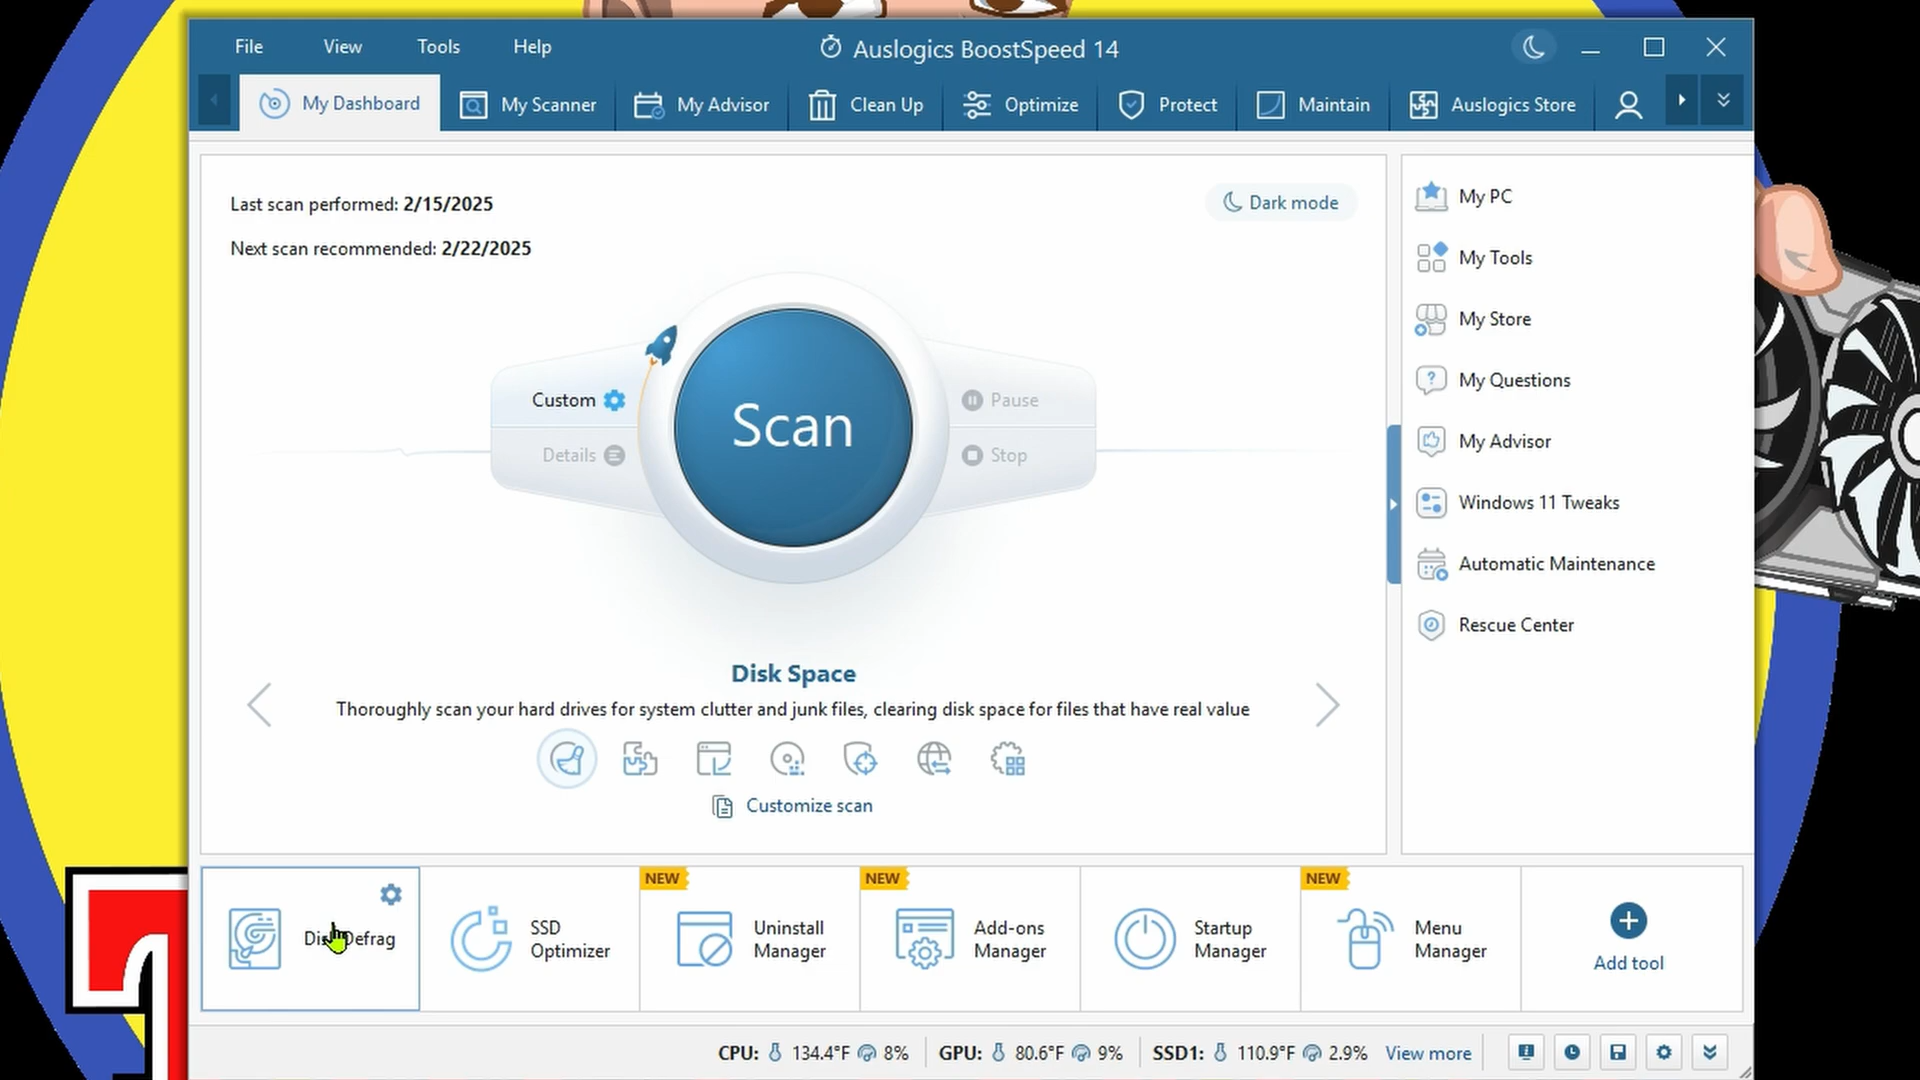 File View Tools Help
Auslogics BoostSpeed 14
My Dashboard My Scanner My Advisor Clean Up Optimize Protect Maintain Auslogics Store
Last scan performed: 2/15/2025
Next scan recommended: 2/22/2025
Dark mode
Custom
Details
Scan
Pause
Stop
Disk Space
Thoroughly scan your hard drives for system clutter and junk files, clearing disk space for files that have real value
Customize scan
My PC
My Tools
My Store
My Questions
My Advisor
Windows 11 Tweaks
Automatic Maintenance
Rescue Center
Defrag
SSD
Optimizer
NEW
Uninstall
Manager
NEW
Add-ons
Manager
Startup
Manager
NEW
Menu
Manager
Add tool
CPU: 134.4°F 8% GPU: 80.6°F 9% SSD1: 110.9°F 2.9% View more